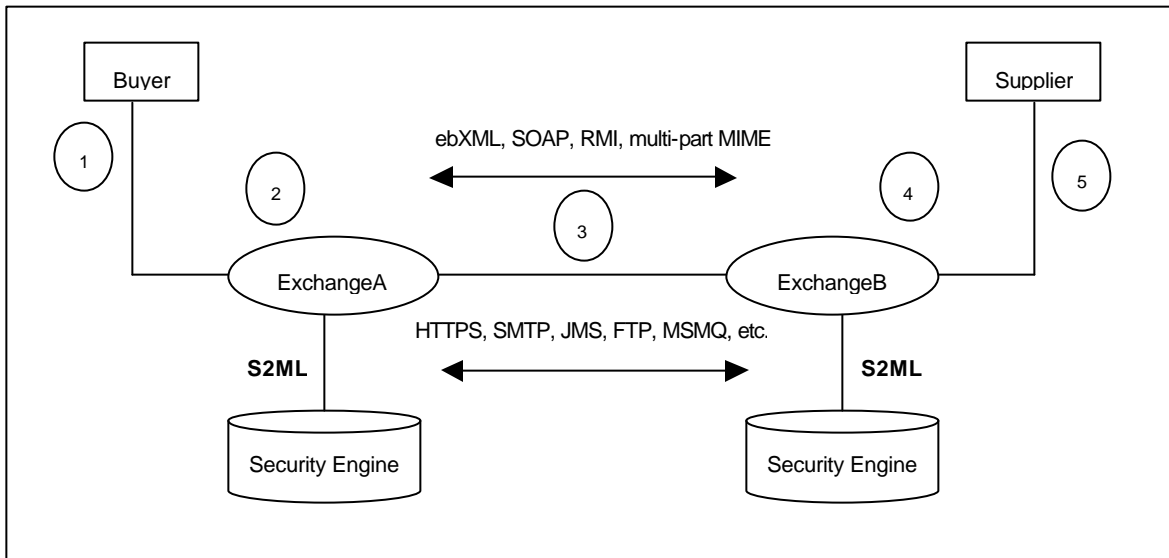 Buyer
Supplier
ebXML, SOAP, RMI, multi-part MIME
1
2
3
4
5
ExchangeA
ExchangeB
HTTPS, SMTP, JMS, FTP, MSMQ, etc.
S2ML
S2ML
Security Engine
Security Engine